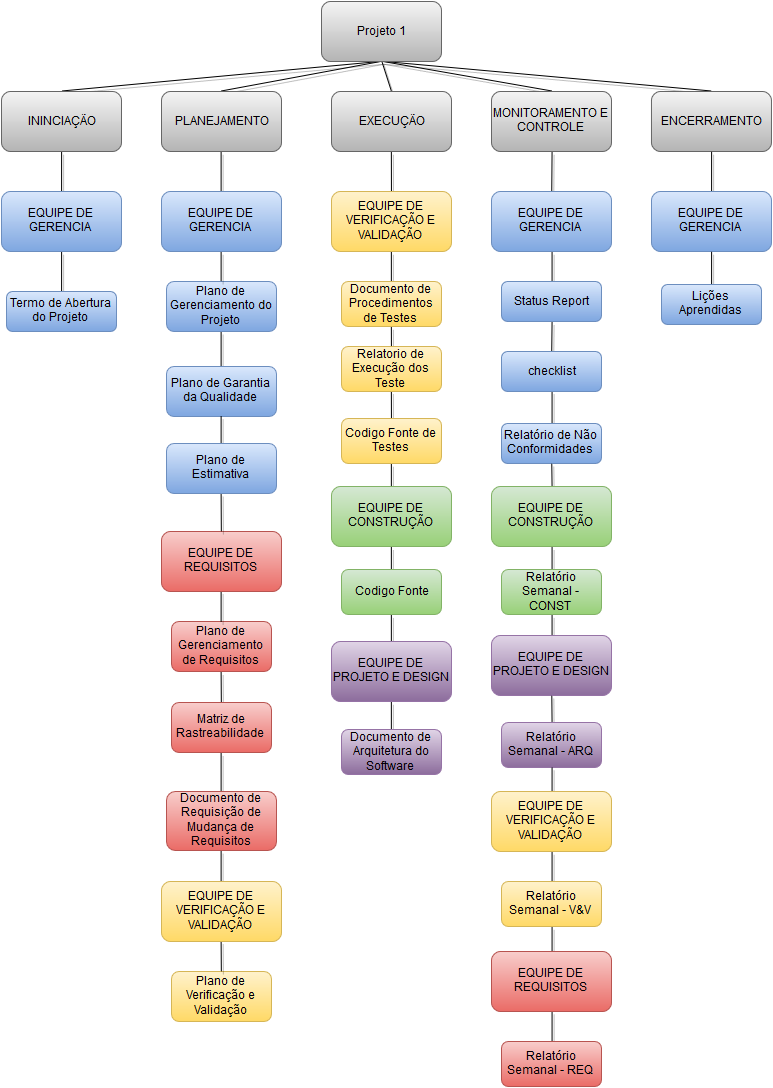 Projeto 1
ININCIAÇÃO
EQUIPE DE
GERENCIA
Termo de Abertura
do Projeto
PLANEJAMENTO
EQUIPE DE
GERENCIA
Plano de
Gerenciamento do
Projeto
Plano de Garantia
da Qualidade
Plano de
Estimativa
EQUIPE DE
REQUISITOS
Plano de
Gerenciamento
de Requisitos
Matriz de
Rastreabilidade
Documento de
Requisição de
Mudança de
Requisitos
EQUIPE DE
VERIFICAÇÃO E
VALIDAÇÃO
Plano de
Verificação e
Validação
EXECUÇÃO
EQUIPE DE
VERIFICAÇÃO E
VALIDAÇÃO
Documento de
Procedimentos
de Testes
Relatorio de
Execução dos
Teste
Codigo Fonte de
Testes
EQUIPE DE
CONSTRUÇÃO
Codigo Fonte
EQUIPE DE
PROJETO E DESIGN
Documento de
Arquitetura do
Software
MONITORAMENTO E
CONTROLE
EQUIPE DE
GERENCIA
Status Report
checklist
Relatório de Não
Conformidades
EQUIPE DE
CONSTRUÇÃO
Relatório
Semanal -
CONST
EQUIPE DE
PROJETO E DESIGN
Relatório
Semanal - ARQ
EQUIPE DE
VERIFICAÇÃO E
VALIDAÇÃO
Relatório
Semanal - V&V
EQUIPE DE
REQUISITOS
Relatório
Semanal - REQ
ENCERRAMENTO
EQUIPE DE
GERENCIA
Lições
Aprendidas